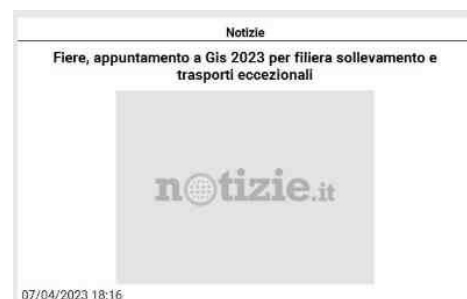 Notizie
Fiere, appuntamento a Gis 2023 per filiera sollevamento e
trasporti eccezionali
notizie.it
07/04/2023 18:16